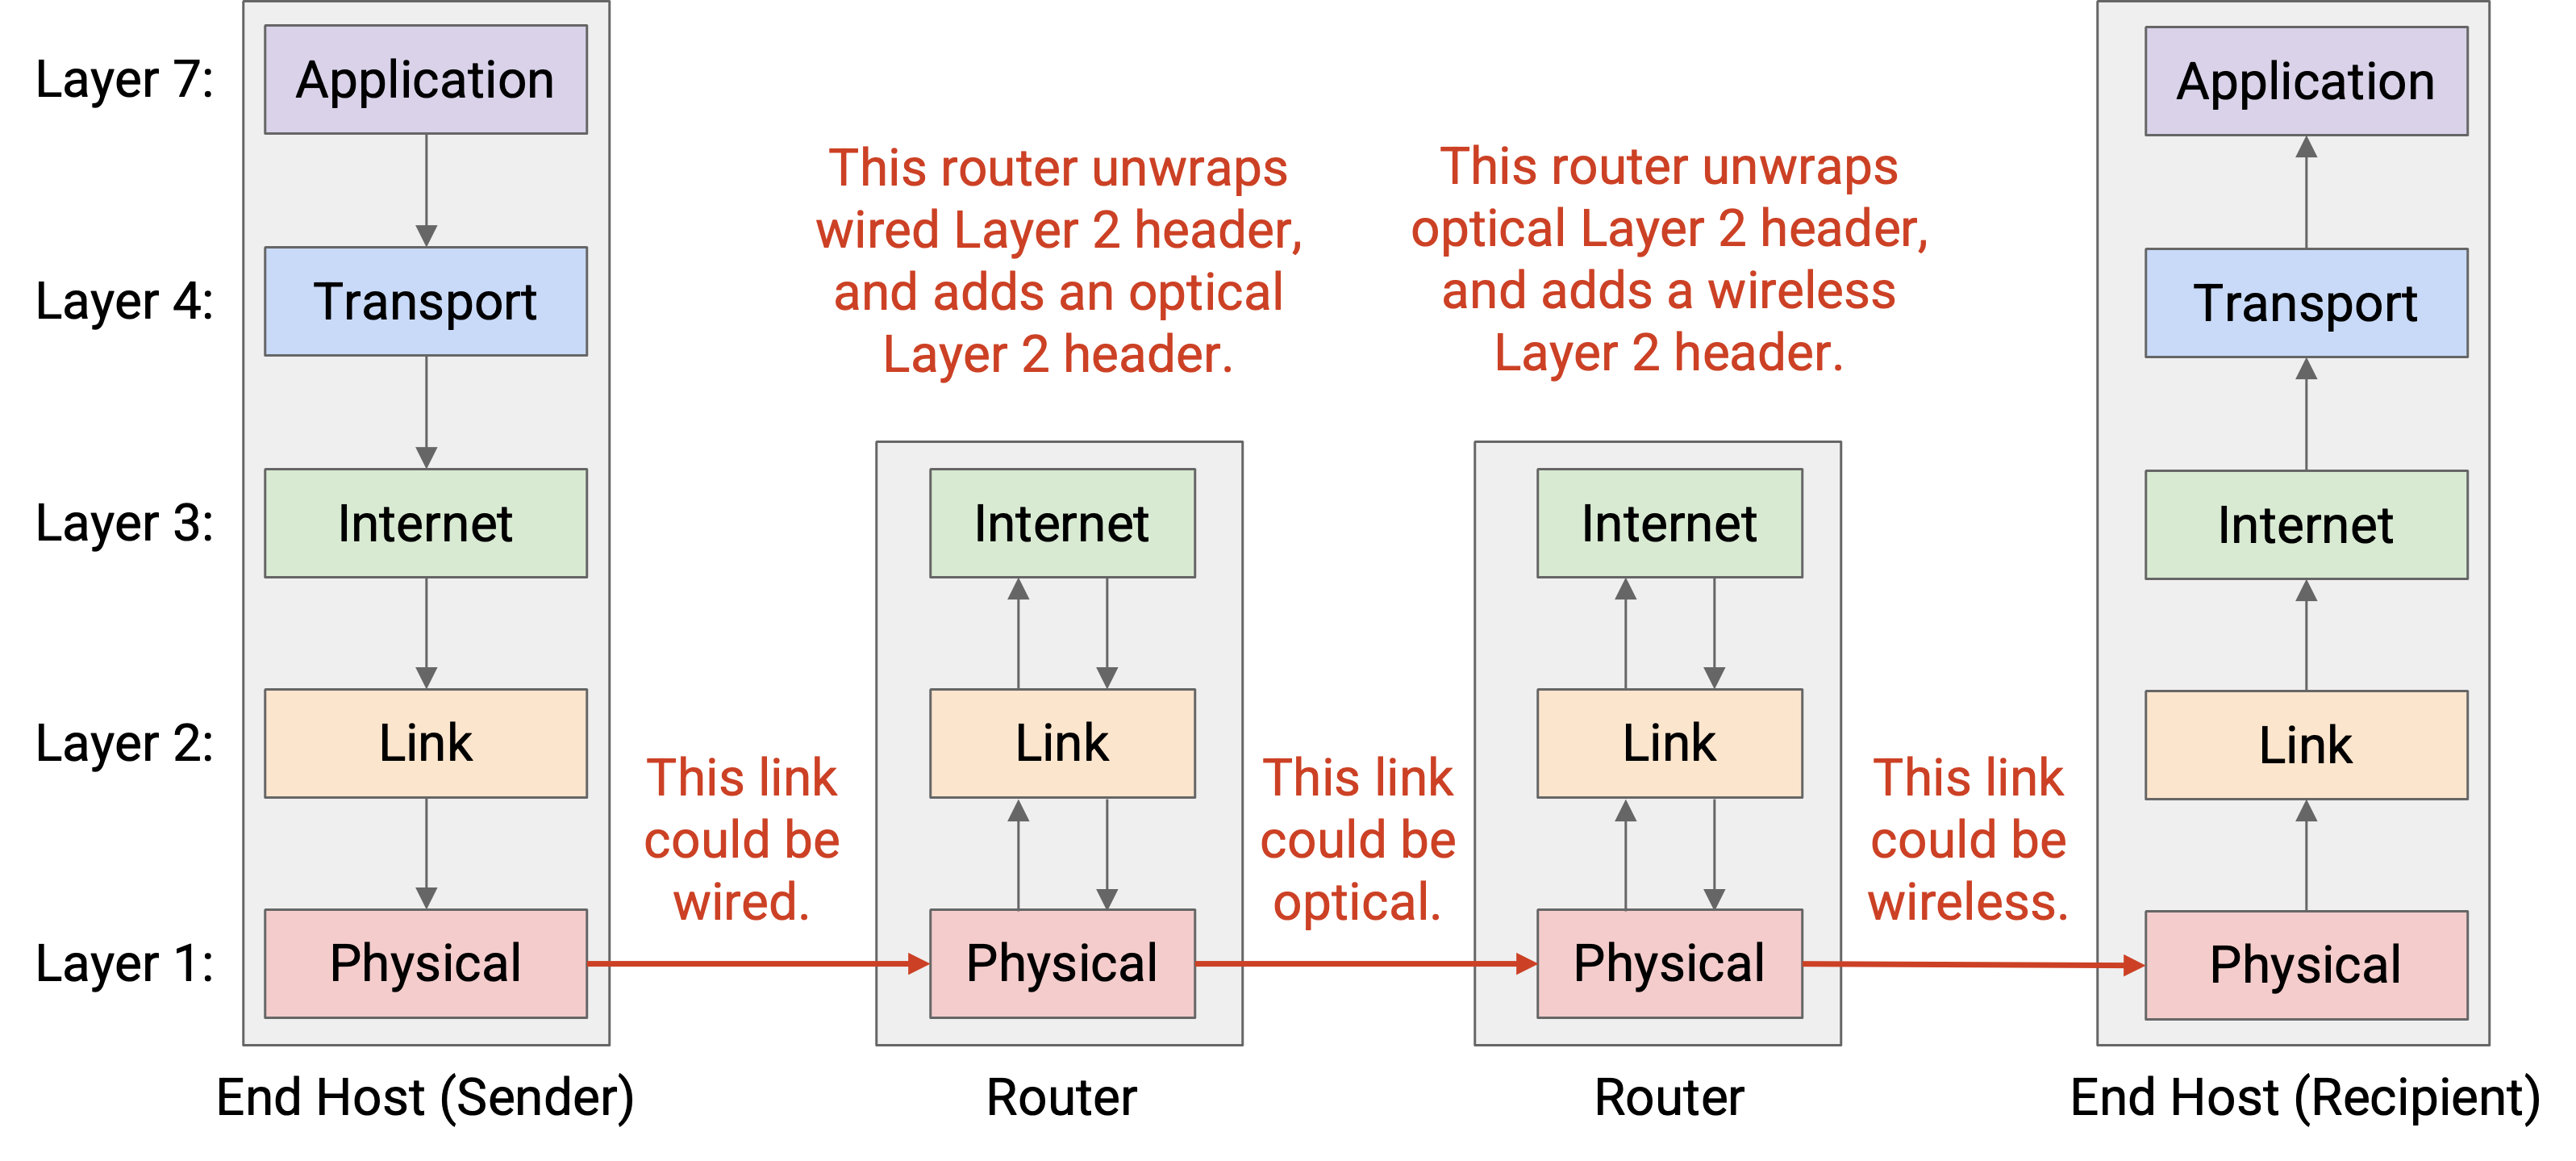 Layer 7:
Application
Application
This router unwraps
wired Layer 2 header,
and adds an optical
Layer 2 header.
This router unwraps
optical Layer 2 header,
and adds a wireless
Layer 2 header.
Layer 4:
Transport
Transport
Layer 3:
Internet
Internet
Internet
Internet
Layer 2:
Link
Link
Link
Link
This link
could be
wired.
This link
could be
optical.
This link
could be
wireless.
Layer 1:
Physical
Physical
Physical
Physical
End Host (Sender)
Router
Router
End Host (Recipient)